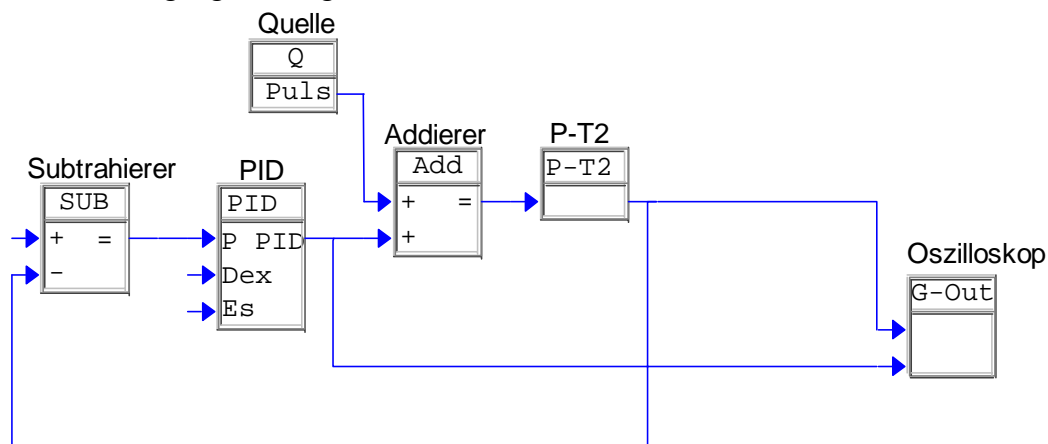 Quelle
Q
Puls
Addierer
Add
+ =
+
P-T2
P-T2
Subtrahierer
SUB
+ =
-
PID
PID
P PID
Dex
Es
Oszilloskop
G-Out